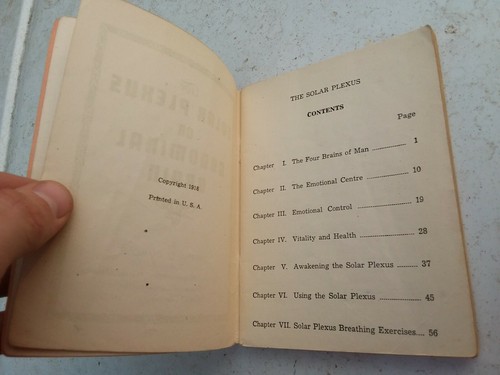 Copyright 1918
Printed in U. S. A.
THE SOLAR PLEXUS
CONTENTS
Page
Chapter I. The Four Brains of Man 1
Chapter II. The Emotional Centre 10
Chapter III. Emotional Control 19
Chapter IV. Vitality and Health 28
Chapter V. Awakening the Solar Plexus 37
Chapter VI. Using the Solar Plexus 45
Chapter VII. Solar Plexus Breathing Exercises 56